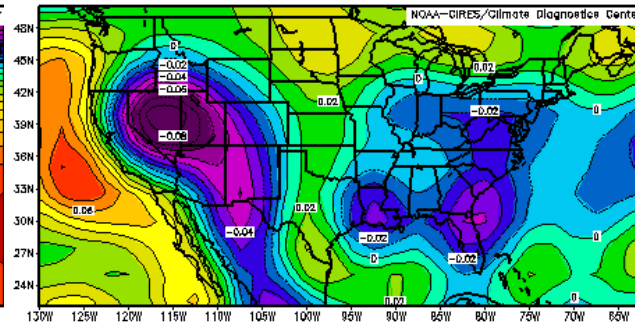 NOAA-CIRES/Climate Diagnostics Cente
48N
45N
42N
39N
36N
33N
30N
27N
24N
0
-0.02
-0.04
-0.06
-0.08
0.06
-0.04
0.02
0.02
0
0.02
-0.02
0
-0.02
0
0.02
-0.02
0
0
130W 125W 120W 115W 110W 105W 100W 95W 90W 85W 80W 75W 70W 65W